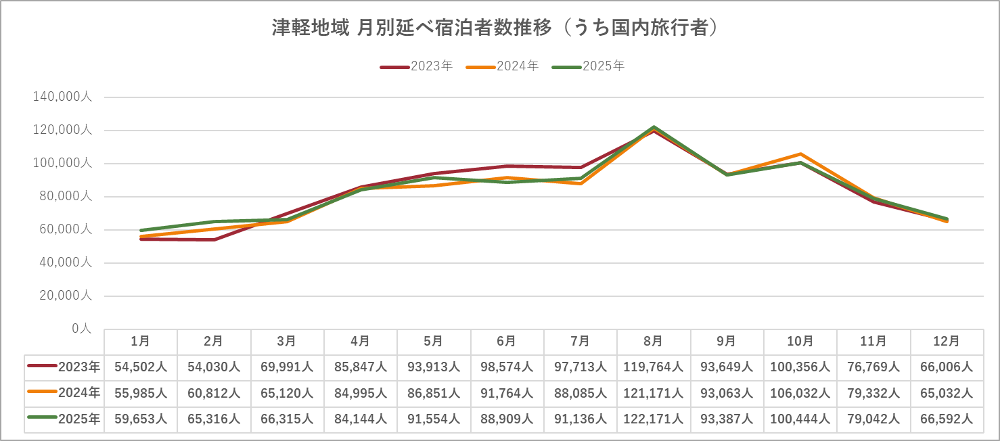 津軽地域 月別延べ宿泊者数推移（うち国内旅行者）
2023年 2024年 2025年
140,000人
120,000人
100,000人
80,000人
60,000人
40,000人
20,000人
0人
1月 2月 3月 4月 5月 6月 7月 8月 9月 10月 11月 12月
2023年 54,502人 54,030人 69,991人 85,847人 93,913人 98,574人 97,713人 119,764人 93,649人 100,356人 76,769人 66,006人
2024年 55,985人 60,812人 65,120人 84,995人 86,851人 91,764人 88,085人 121,171人 93,063人 106,032人 79,332人 65,032人
2025年 59,653人 65,316人 66,315人 84,144人 91,554人 88,909人 91,136人 122,171人 93,387人 100,444人 79,042人 66,592人